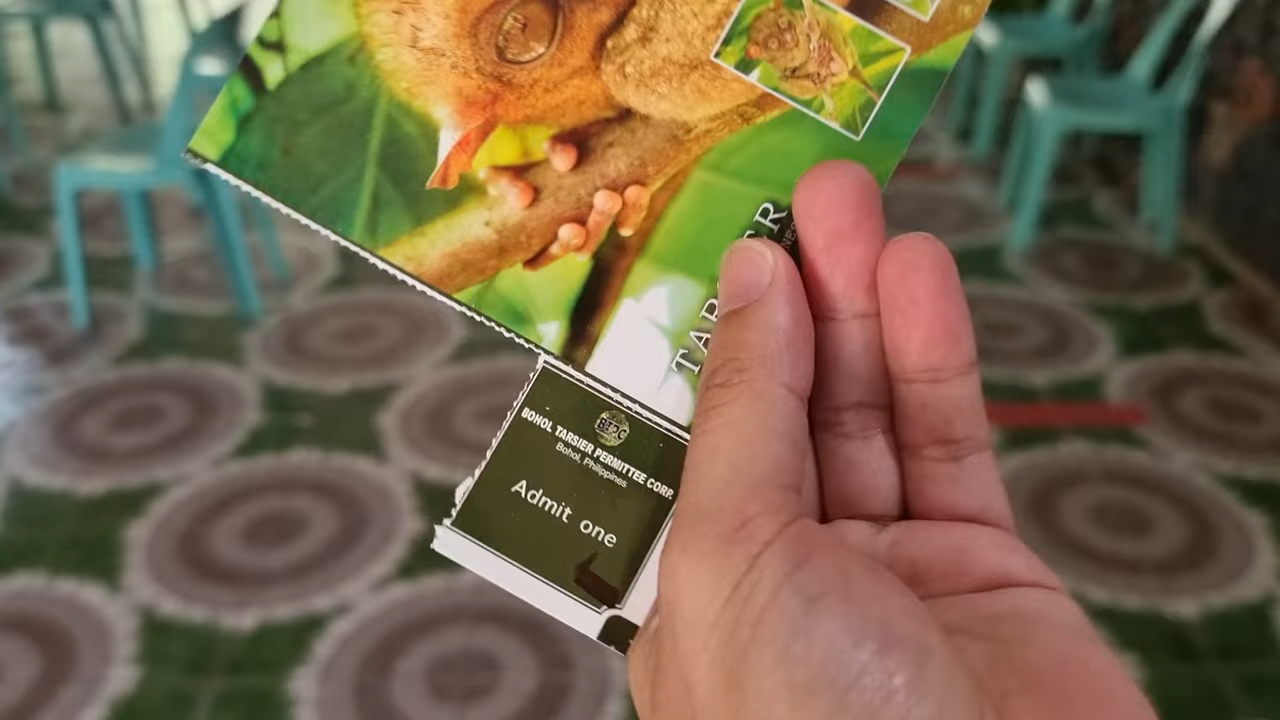 BTPC
BOHOL TARSIER PERMITTEE CORP.
Bohol, Philippines
Admit one